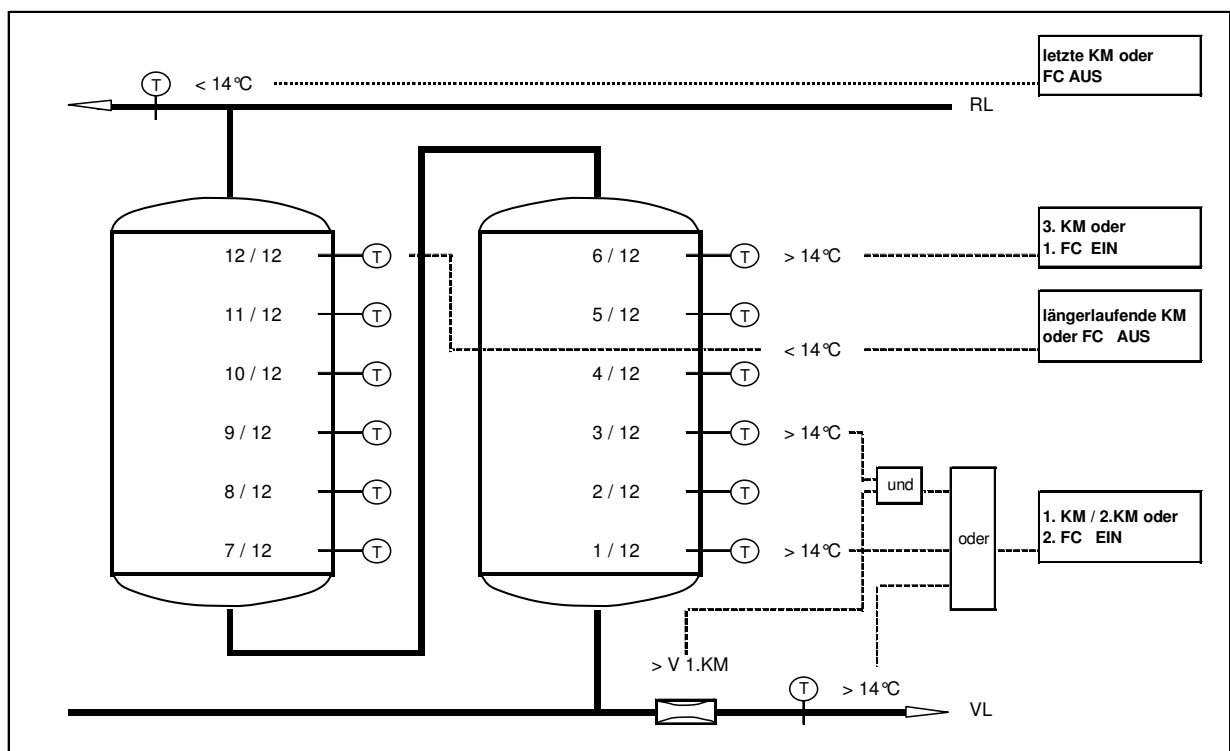 letzte KM oder
FC AUS
T < 14°C
RL
12 / 12 T
6 / 12 T > 14°C
3. KM oder
1. FC EIN
11 / 12 T
5 / 12 T
längerlaufende KM
oder FC AUS
< 14°C
10 / 12 T
4 / 12 T
9 / 12 T
3 / 12 T > 14°C
und
8 / 12 T
2 / 12 T
oder
1. KM / 2.KM oder
2. FC EIN
7 / 12 T
1 / 12 T > 14°C
> V 1.KM
T > 14°C
VL